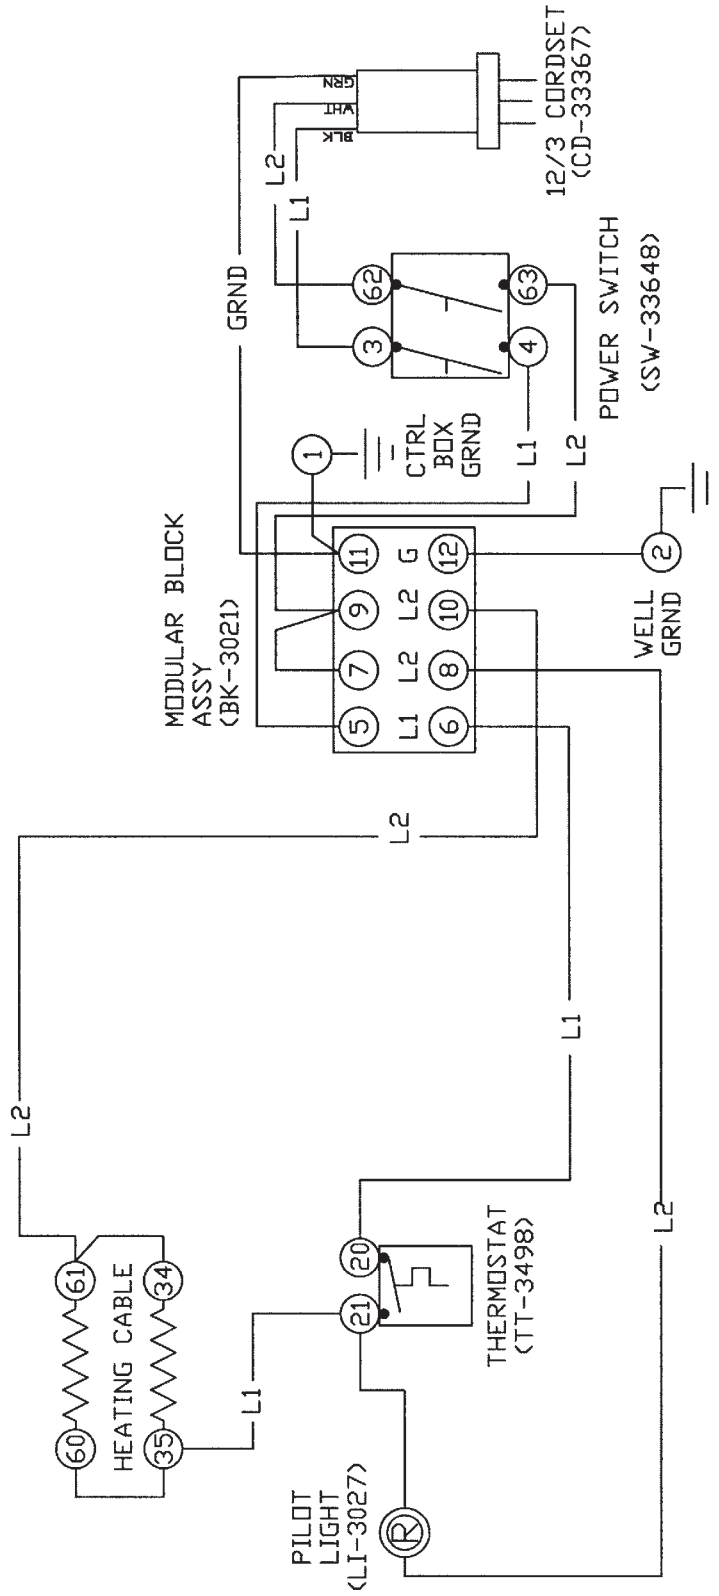 GRN
WHT
BLK
12/3 CORDSET
(CD-33367)
L2
L1
GRND
62
63
3
4
POWER SWITCH
(SW-33648)
1
CTRL
BOX
GRND
L1
L2
MODULAR BLOCK
ASSY
(BK-3021)
11
G
12
9
L2
10
7
L2
8
5
L1
6
2
WELL
GRND
L2
L2
L1
L2
61
34
HEATING CABLE
60
35
L1
20
21
THERMOSTAT
(TT-3498)
PILOT
LIGHT
(LI-3027)
R